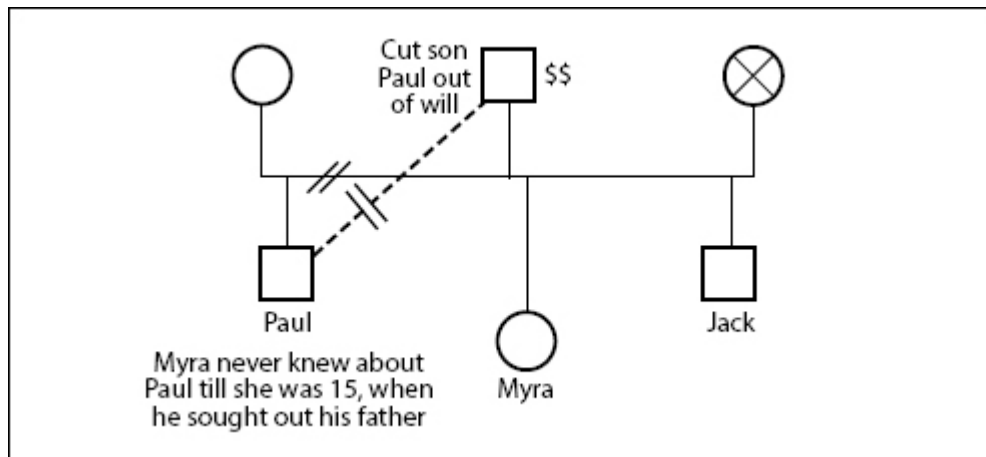 Cut son
Paul out
of will
$$
Paul
Jack
Myra never knew about
Paul till she was 15, when
he sought out his father
Myra